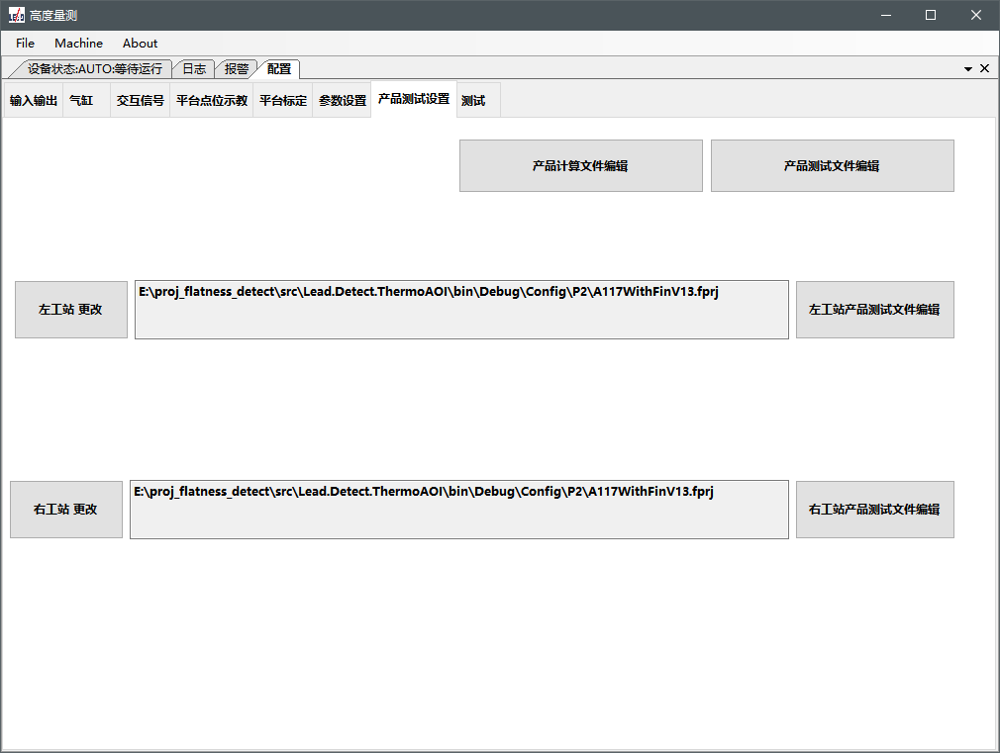 高度量测
File Machine About
设备状态:AUTO:等待运行 日志 报警 配置
输入输出 气缸 交互信号 平台点位示教 平台标定 参数设置 产品测试设置 测试
产品计算文件编辑 产品测试文件编辑
左工站 更改 E:\proj_flatness_detect\src\Lead.Detect.ThermoAOI\bin\Debug\Config\P2\A117WithFinV13.fprj 左工站产品测试文件编辑
右工站 更改 E:\proj_flatness_detect\src\Lead.Detect.ThermoAOI\bin\Debug\Config\P2\A117WithFinV13.fprj 右工站产品测试文件编辑